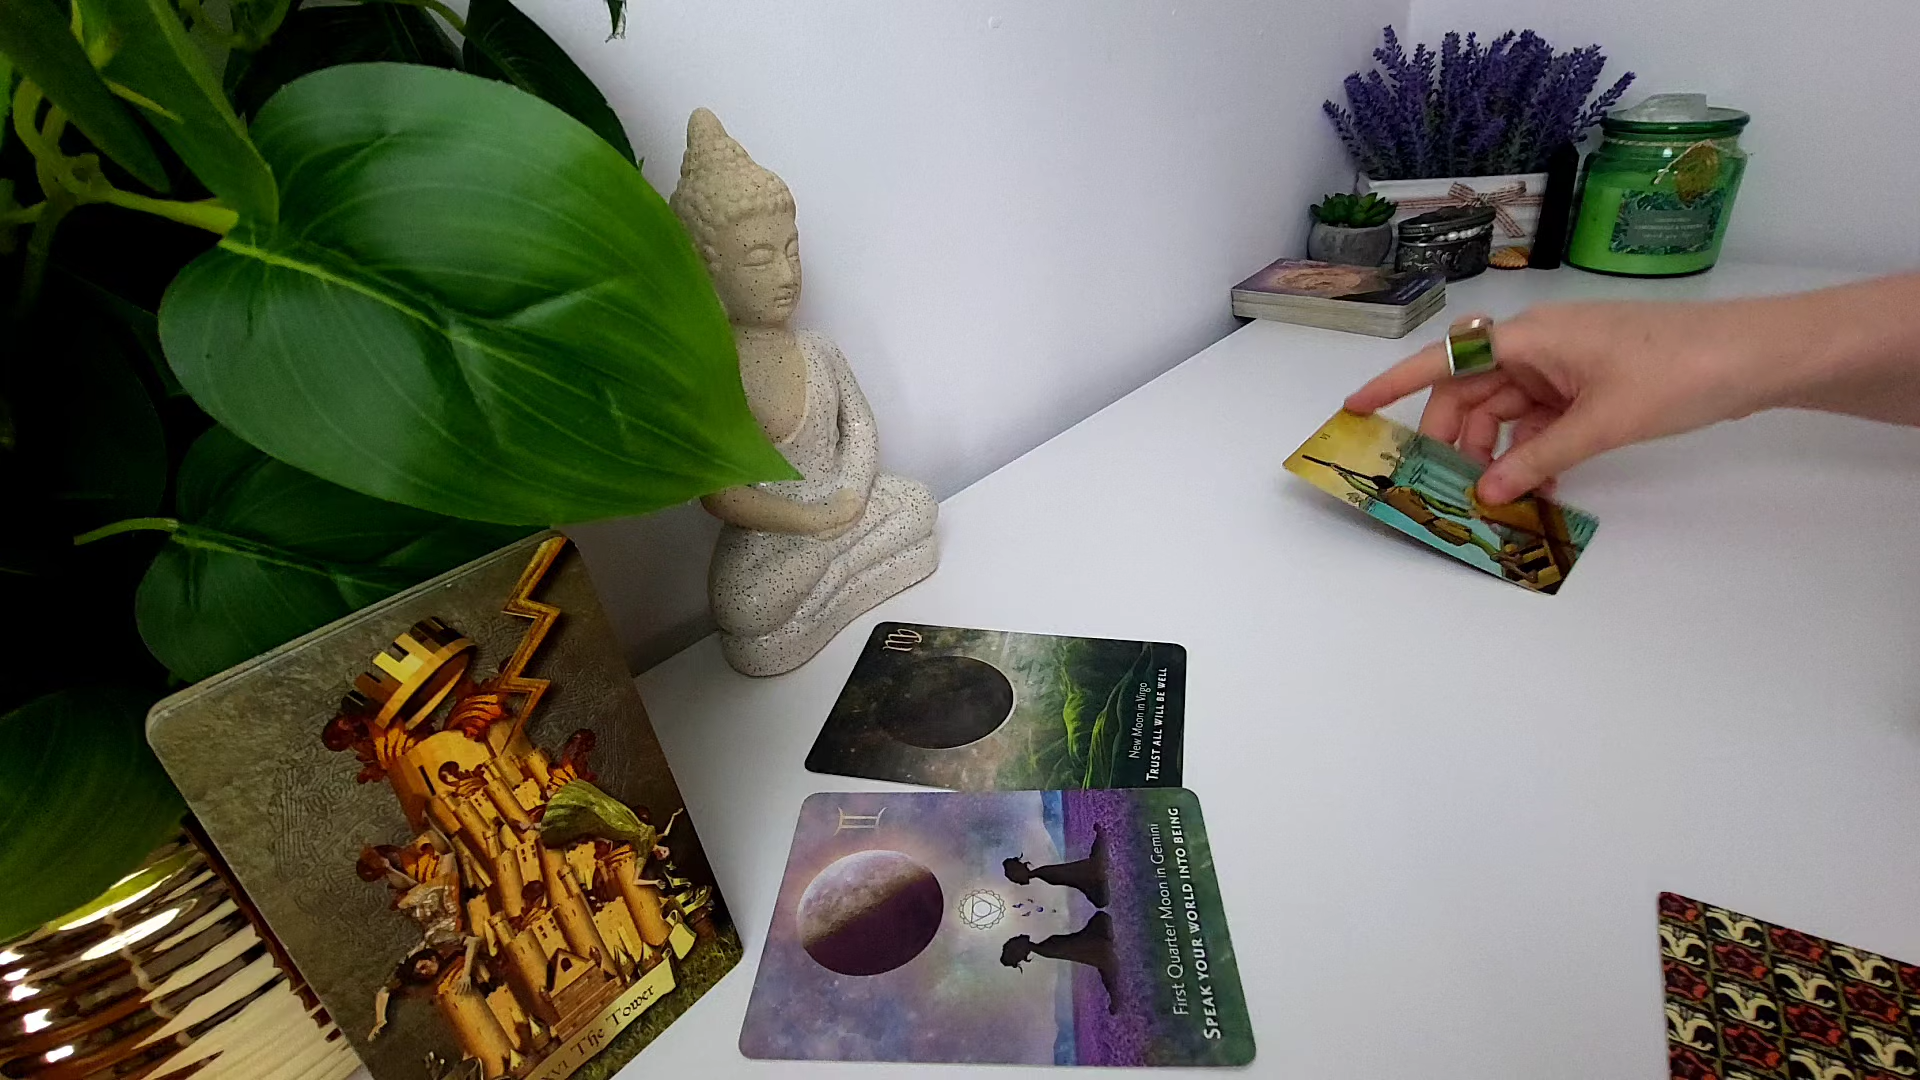 New Moon in Virgo
TRUST ALL WILL BE WELL
First Quarter Moon in Gemini
SPEAK YOUR WORLD INTO BEING
XVI The Tower